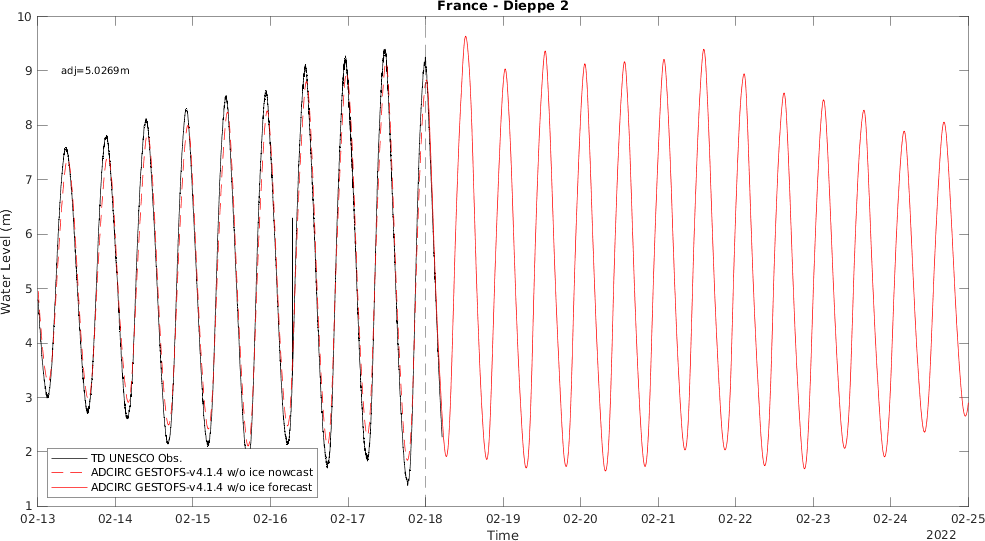 France - Dieppe 2
10
adj=5.0269m
9
8
7
6
5
4
3
2
1
Water Level (m)
TD UNESCO Obs.
ADCIRC GESTOFS-v4.1.4 w/o ice nowcast
ADCIRC GESTOFS-v4.1.4 w/o ice forecast
02-13 02-14 02-15 02-16 02-17 02-18 02-19 02-20 02-21 02-22 02-23 02-24 02-25
Time
2022